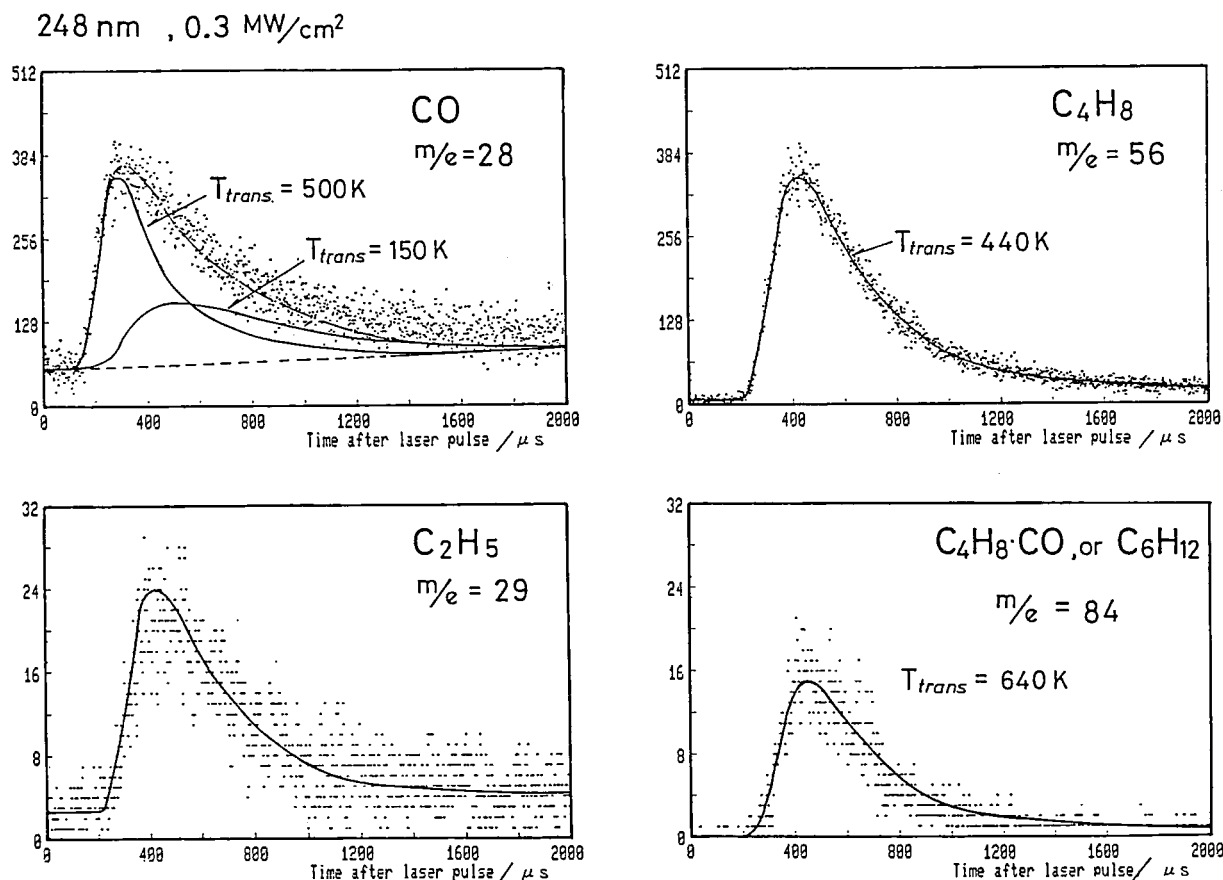 248 nm , 0.3 MW/cm²
512
384
256
128
0
CO
m/e = 28
Ttrans. = 500 K
Ttrans = 150 K
0
400
800
1200
1600
2000
Time after laser pulse / μs
512
384
256
128
0
C₄H₈
m/e = 56
Ttrans = 440 K
0
400
800
1200
1600
2000
Time after laser pulse / μs
32
24
16
8
0
C₂H₅
m/e = 29
0
400
800
1200
1600
2000
Time after laser pulse / μs
32
24
16
8
0
C₄H₈·CO, or C₆H₁₂
m/e = 84
Ttrans = 640 K
0
400
800
1200
1600
2000
Time after laser pulse / μs